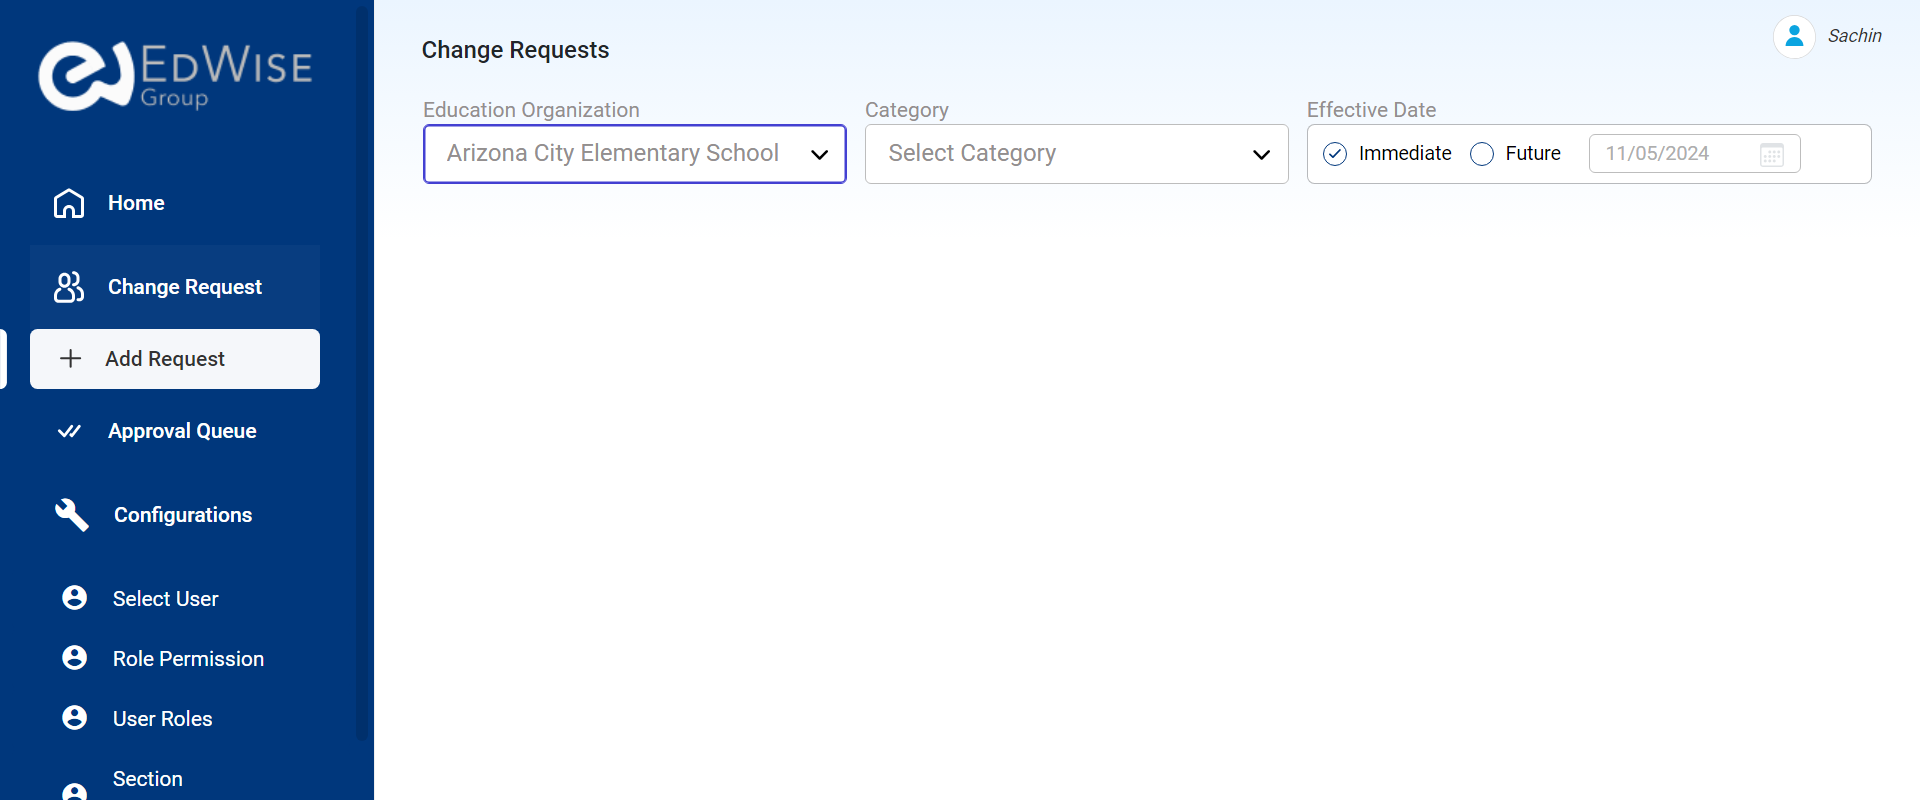 EDWISE
Group
Home
Change Request
Add Request
Approval Queue
Configurations
Select User
Role Permission
User Roles
Section
Change Requests
Sachin
Education Organization
Arizona City Elementary School
Category
Select Category
Effective Date
Immediate
Future
11/05/2024